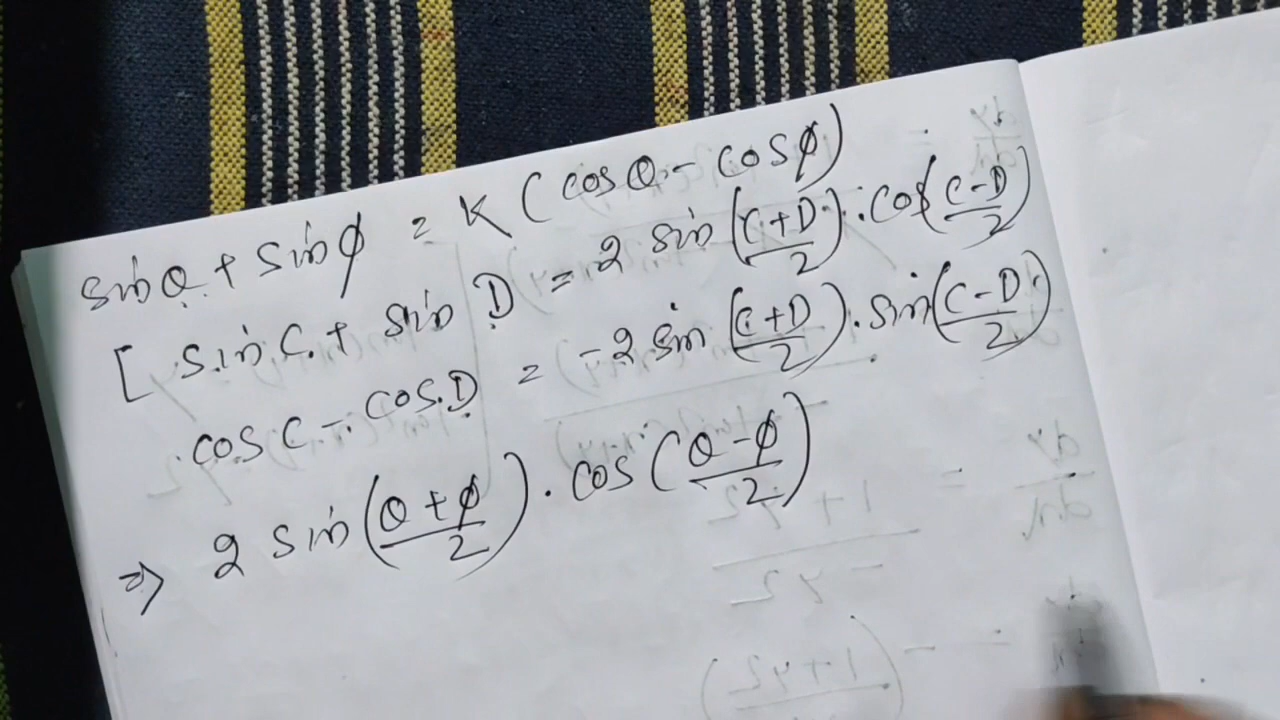 sinθ + sinφ = K (cosθ - cosφ)
[ sin C + sin D = 2 sin (C+D/2) . cos (C-D/2)
cos C - cos D = -2 sin (C+D/2) . sin (C-D/2)
⇒ 2 sin (θ+φ/2) . cos (θ-φ/2)